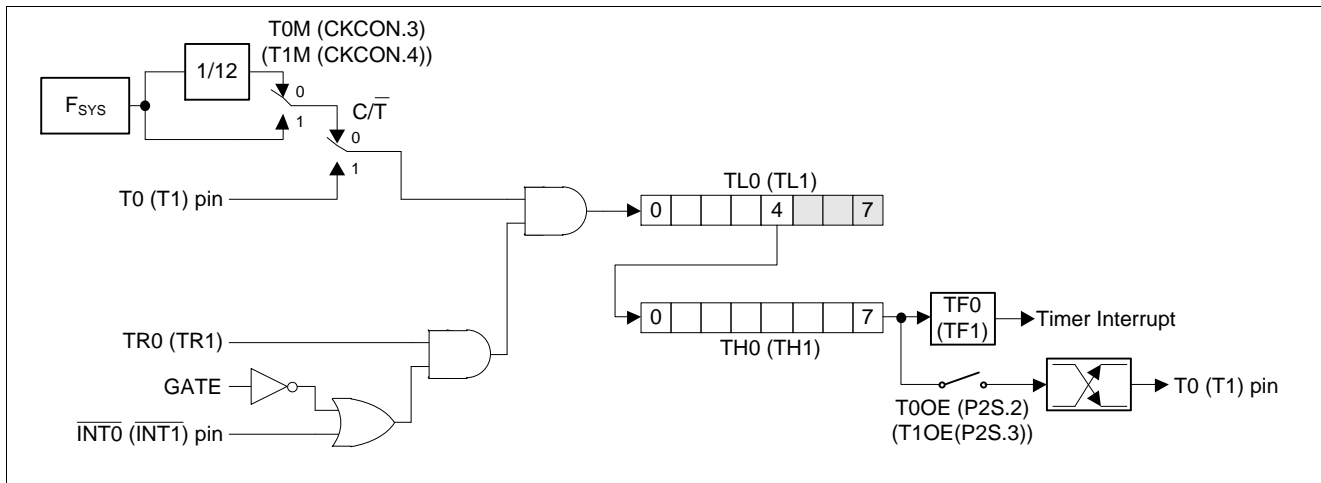 T0M (CKCON.3)
(T1M (CKCON.4))
1/12
FSYS
0
1
C/T̅
0
1
T0 (T1) pin
TL0 (TL1)
0 4 7
0 7
TH0 (TH1)
TF0
(TF1)
Timer Interrupt
TR0 (TR1)
GATE
I̅N̅T̅0̅ (I̅N̅T̅1̅) pin
T0OE (P2S.2)
(T1OE(P2S.3))
T0 (T1) pin